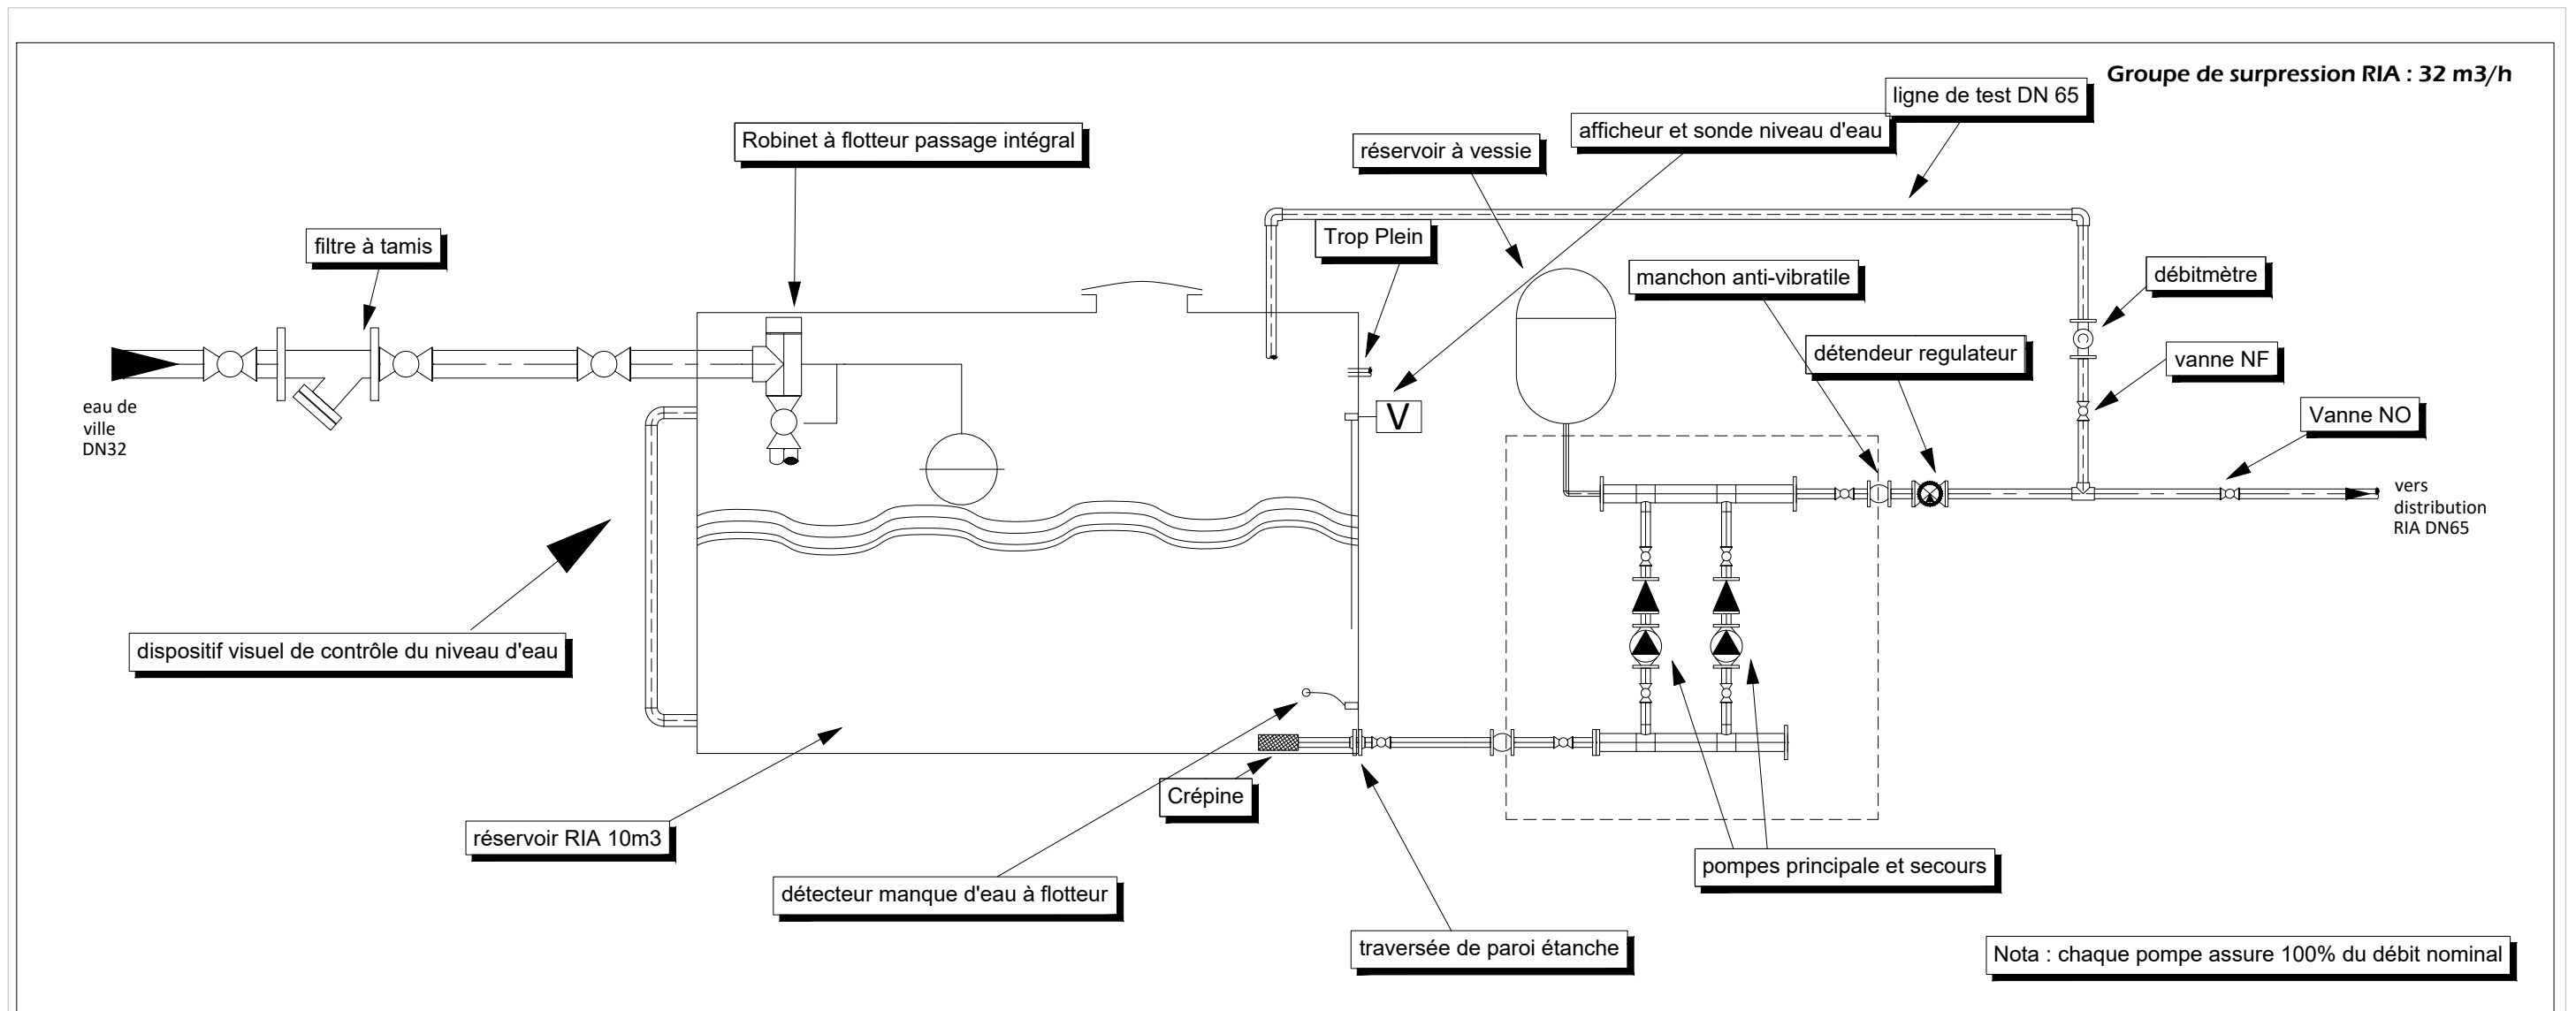 Groupe de surpression RIA : 32 m3/h
ligne de test DN 65
afficheur et sonde niveau d'eau
Robinet à flotteur passage intégral
réservoir à vessie
Trop Plein
filtre à tamis
manchon anti-vibratile
débitmètre
détendeur regulateur
vanne NF
Vanne NO
eau de
ville
DN32
V
vers
distribution
RIA DN65
dispositif visuel de contrôle du niveau d'eau
Crépine
réservoir RIA 10m3
pompes principale et secours
détecteur manque d'eau à flotteur
traversée de paroi étanche
Nota : chaque pompe assure 100% du débit nominal